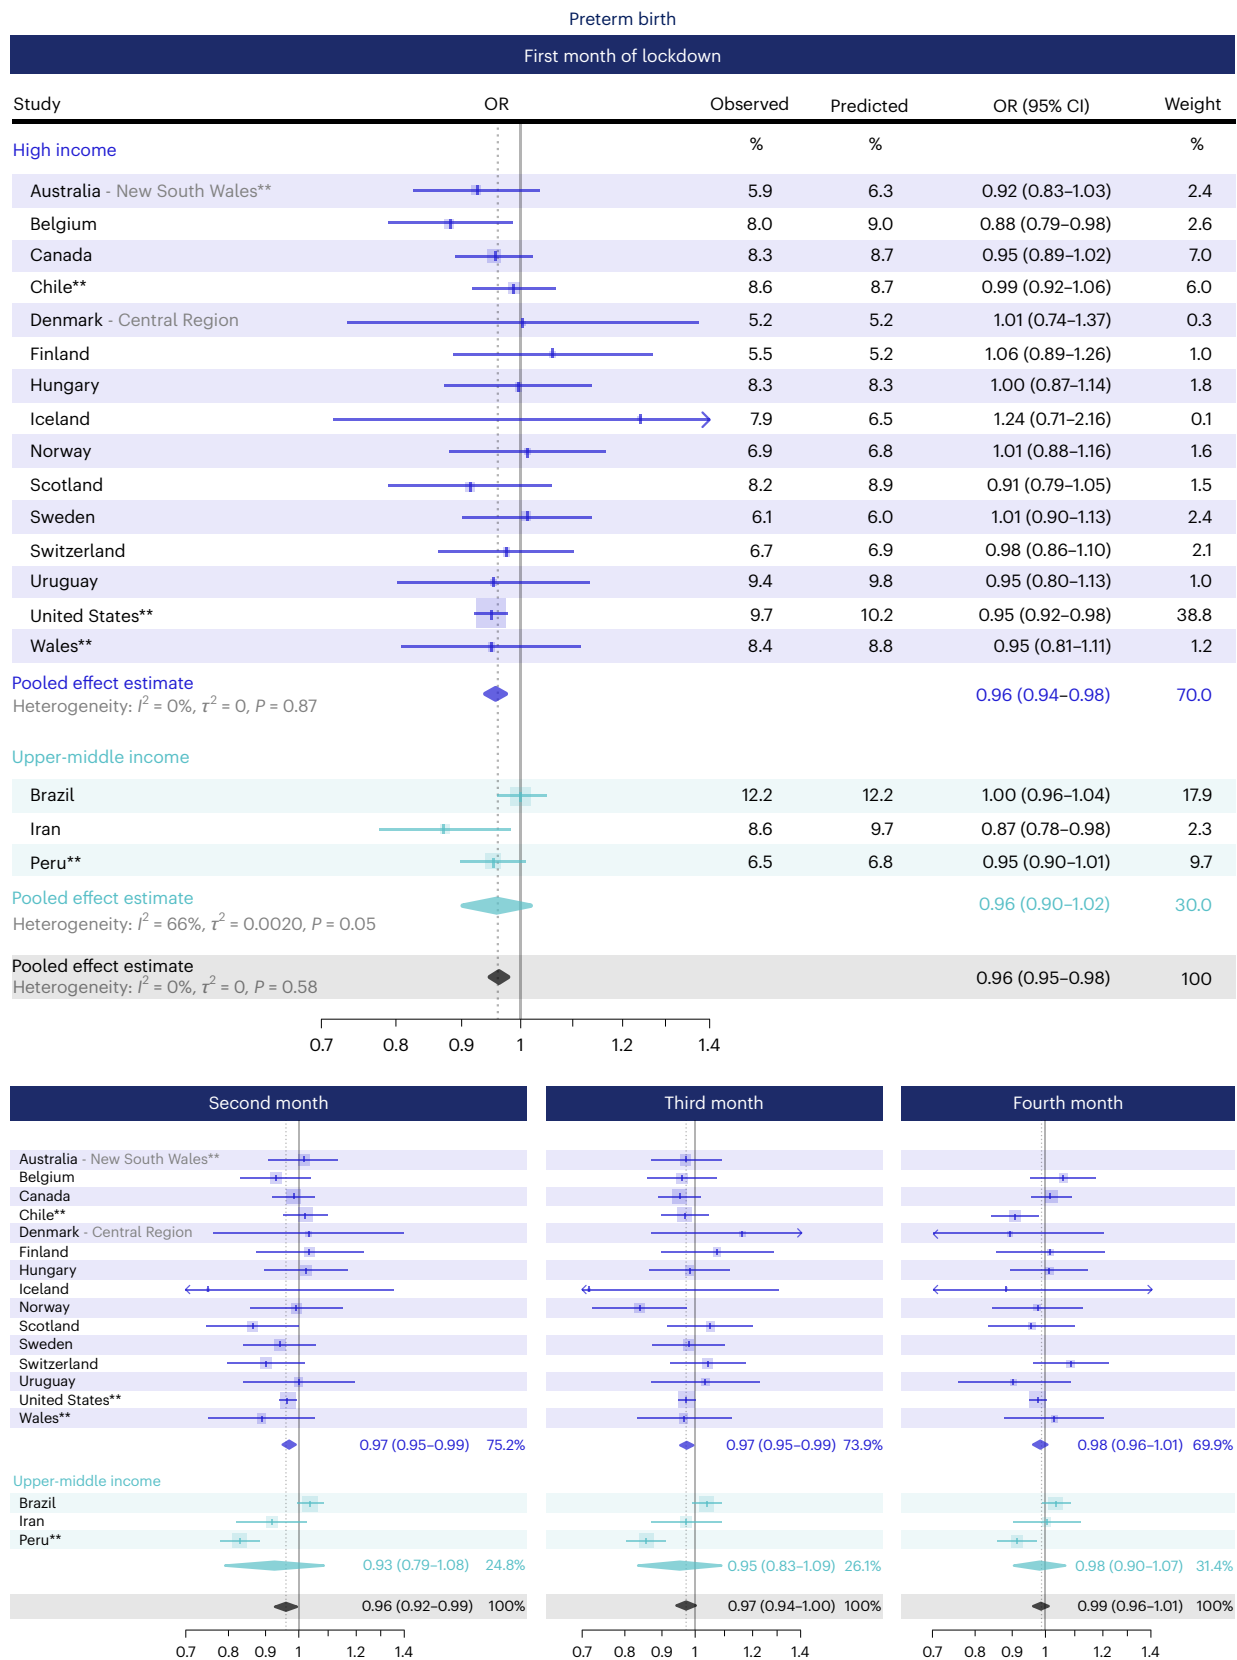 Preterm birth
First month of lockdown
Study OR Observed Predicted OR (95% CI) Weight
High income % % %
Australia - New South Wales** 5.9 6.3 0.92 (0.83–1.03) 2.4
Belgium 8.0 9.0 0.88 (0.79–0.98) 2.6
Canada 8.3 8.7 0.95 (0.89–1.02) 7.0
Chile** 8.6 8.7 0.99 (0.92–1.06) 6.0
Denmark - Central Region 5.2 5.2 1.01 (0.74–1.37) 0.3
Finland 5.5 5.2 1.06 (0.89–1.26) 1.0
Hungary 8.3 8.3 1.00 (0.87–1.14) 1.8
Iceland 7.9 6.5 1.24 (0.71–2.16) 0.1
Norway 6.9 6.8 1.01 (0.88–1.16) 1.6
Scotland 8.2 8.9 0.91 (0.79–1.05) 1.5
Sweden 6.1 6.0 1.01 (0.90–1.13) 2.4
Switzerland 6.7 6.9 0.98 (0.86–1.10) 2.1
Uruguay 9.4 9.8 0.95 (0.80–1.13) 1.0
United States** 9.7 10.2 0.95 (0.92–0.98) 38.8
Wales** 8.4 8.8 0.95 (0.81–1.11) 1.2
Pooled effect estimate 0.96 (0.94–0.98) 70.0
Heterogeneity: I² = 0%, τ² = 0, P = 0.87
Upper-middle income
Brazil 12.2 12.2 1.00 (0.96–1.04) 17.9
Iran 8.6 9.7 0.87 (0.78–0.98) 2.3
Peru** 6.5 6.8 0.95 (0.90–1.01) 9.7
Pooled effect estimate 0.96 (0.90–1.02) 30.0
Heterogeneity: I² = 66%, τ² = 0.0020, P = 0.05
Pooled effect estimate 0.96 (0.95–0.98) 100
Heterogeneity: I² = 0%, τ² = 0, P = 0.58
0.7 0.8 0.9 1 1.2 1.4
Second month Third month Fourth month
Australia - New South Wales**
Belgium
Canada
Chile**
Denmark - Central Region
Finland
Hungary
Iceland
Norway
Scotland
Sweden
Switzerland
Uruguay
United States**
Wales**
0.97 (0.95–0.99) 75.2% 0.97 (0.95–0.99) 73.9% 0.98 (0.96–1.01) 69.9%
Upper-middle income
Brazil
Iran
Peru**
0.93 (0.79–1.08) 24.8% 0.95 (0.83–1.09) 26.1% 0.98 (0.90–1.07) 31.4%
0.96 (0.92–0.99) 100% 0.97 (0.94–1.00) 100% 0.99 (0.96–1.01) 100%
0.7 0.8 0.9 1 1.2 1.4 0.7 0.8 0.9 1 1.2 1.4 0.7 0.8 0.9 1 1.2 1.4